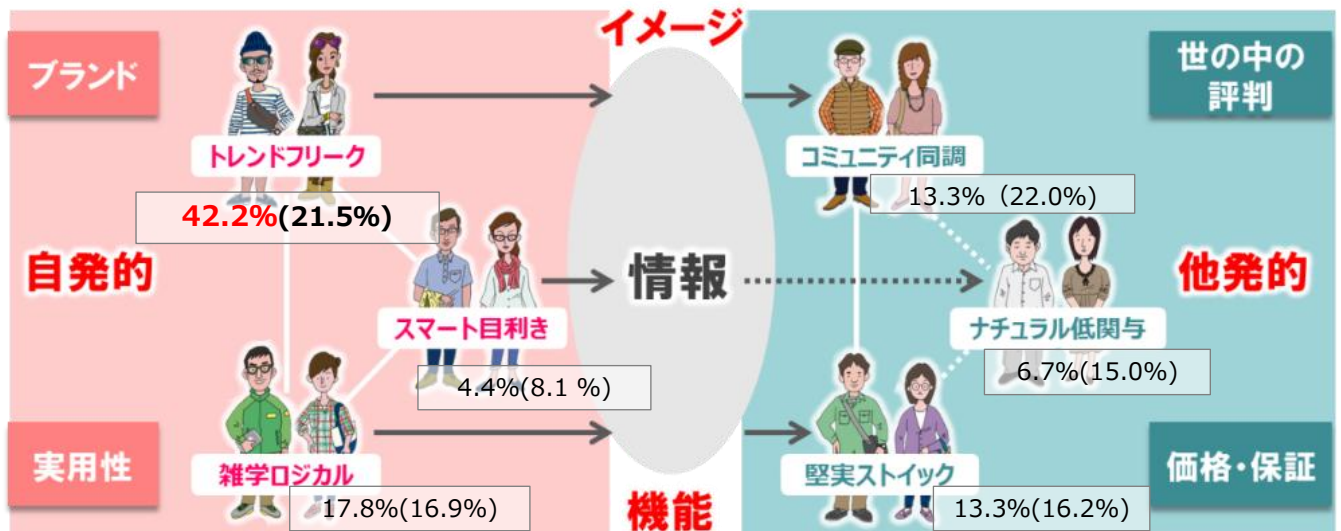 イメージ
ブランド
世の中の
評判
トレンドフリーク
コミュニティ同調
42.2%(21.5%)
13.3%（22.0%）
自発的
情報
他発的
スマート目利き
ナチュラル低関与
4.4%(8.1 %)
6.7%(15.0%)
実用性
雑学ロジカル
堅実ストイック
価格・保証
17.8%(16.9%)
機能
13.3%(16.2%)